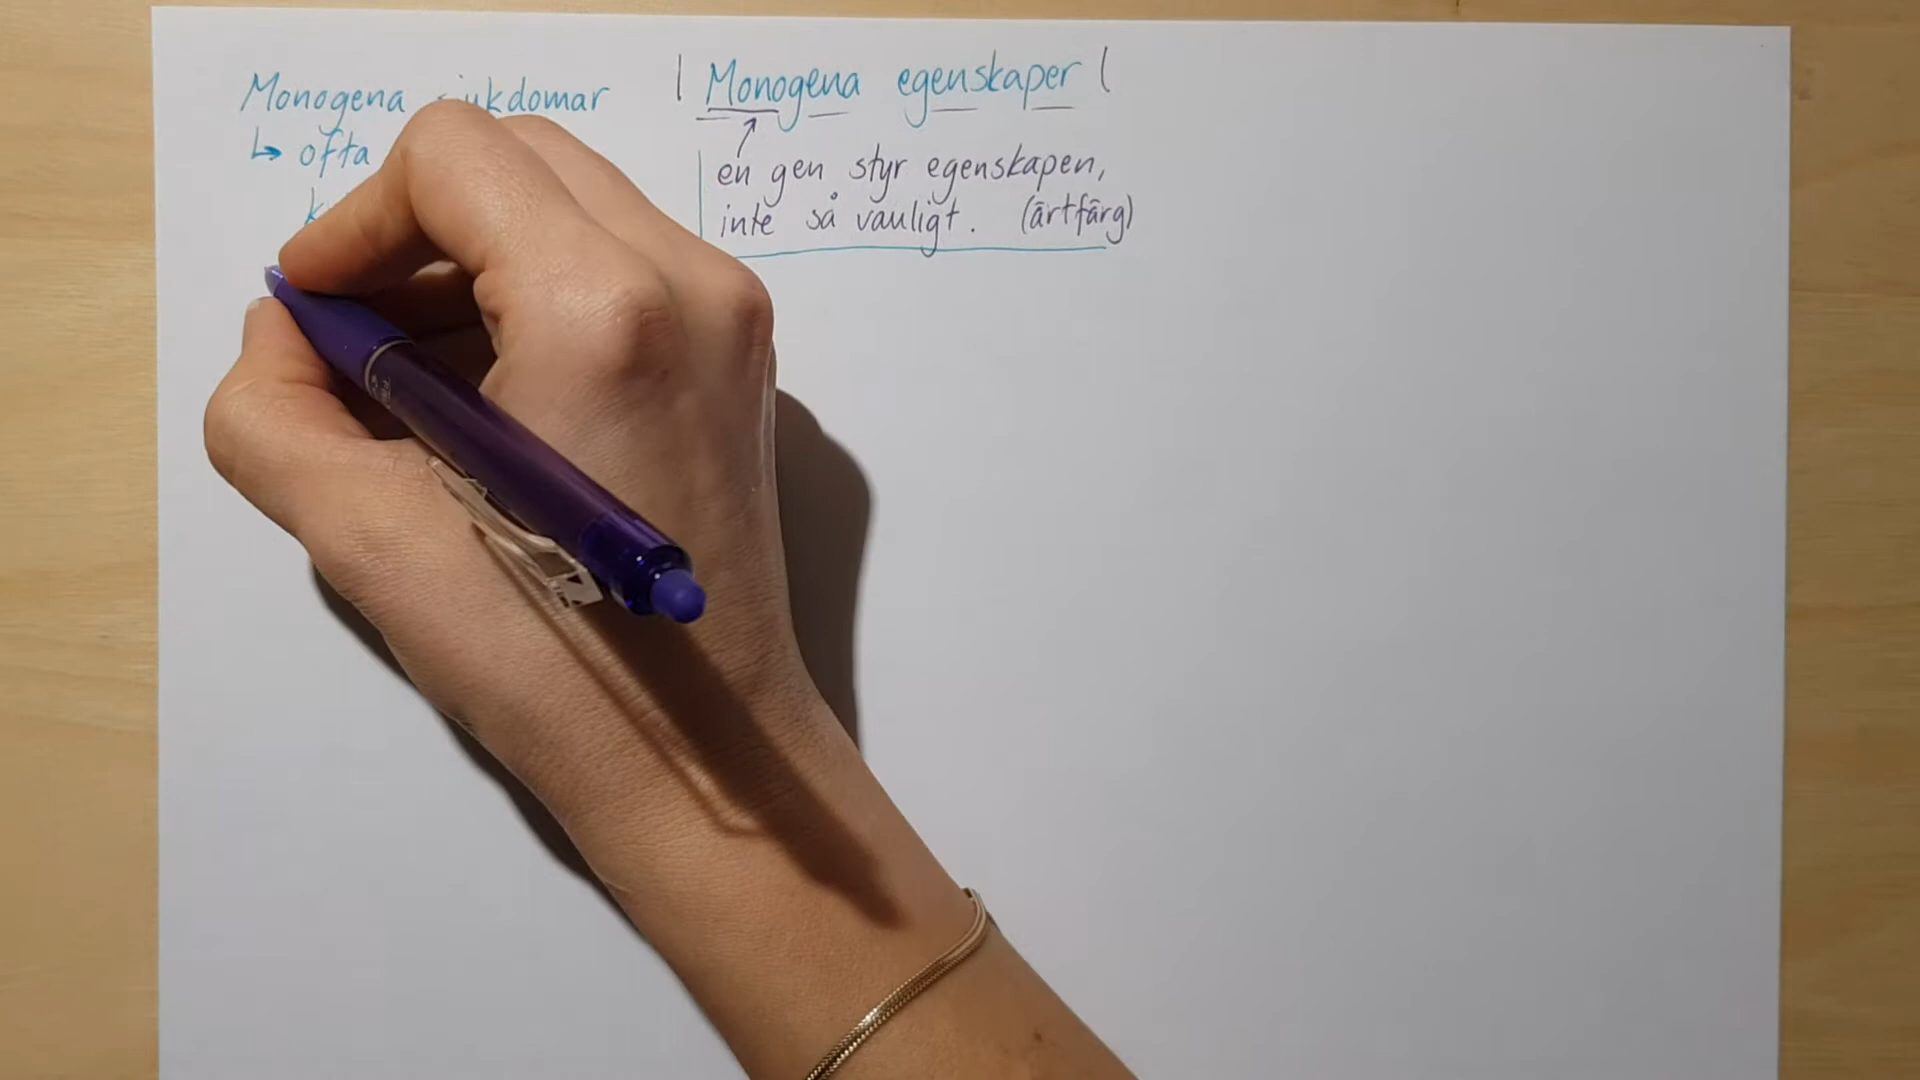 Monogena sjukdomar
↳ ofta
Monogena egenskaper
en gen styr egenskapen,
inte så vanligt. (ärtfärg)